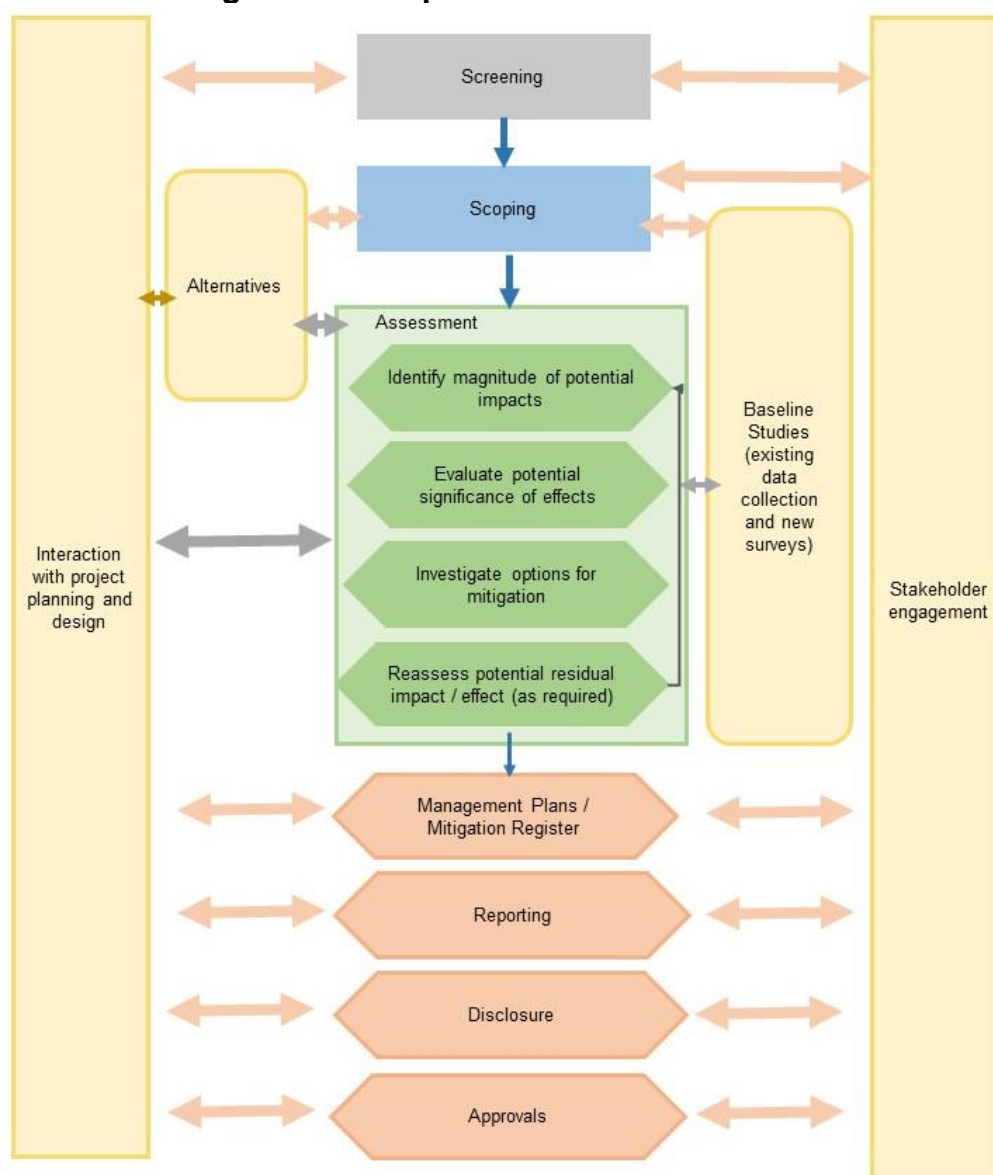 Screening
Scoping
Alternatives
Assessment
Identify magnitude of potential
impacts
Evaluate potential
significance of effects
Investigate options for
mitigation
Reassess potential residual
impact / effect (as required)
Baseline
Studies
(existing
data
collection
and new
surveys)
Interaction
with project
planning and
design
Stakeholder
engagement
Management Plans /
Mitigation Register
Reporting
Disclosure
Approvals